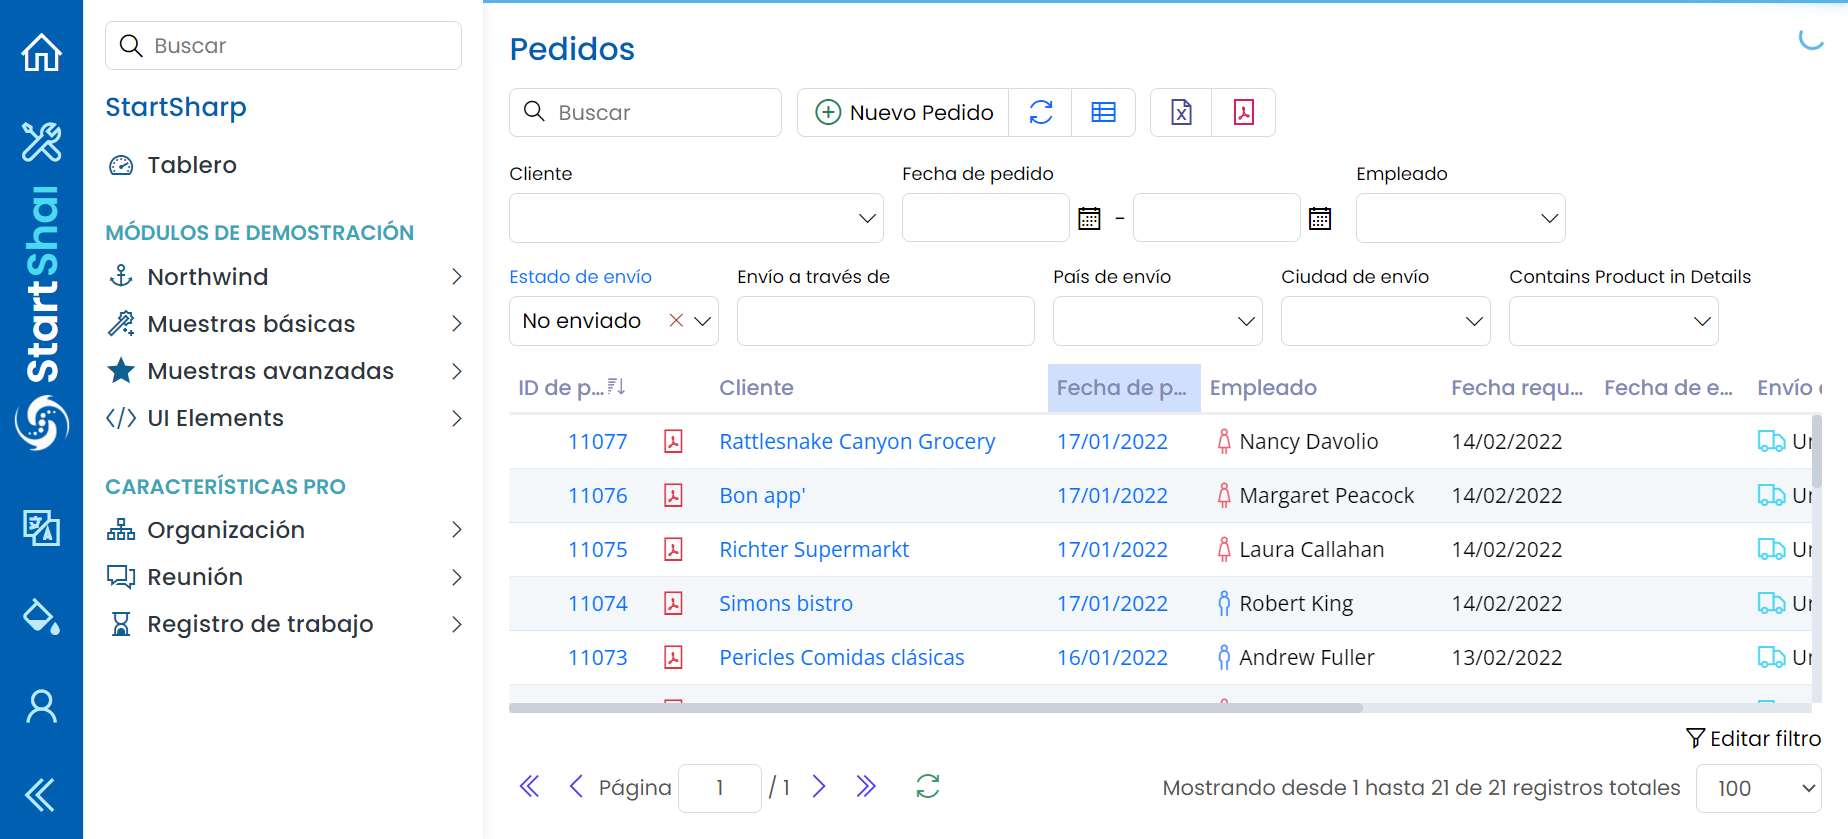 StartShar
Buscar
StartSharp
Tablero
MÓDULOS DE DEMOSTRACIÓN
Northwind
Muestras básicas
Muestras avanzadas
UI Elements
CARACTERÍSTICAS PRO
Organización
Reunión
Registro de trabajo
Pedidos
Buscar
Nuevo Pedido
Cliente
Fecha de pedido
Empleado
-
Estado de envío
Envío a través de
País de envío
Ciudad de envío
Contains Product in Details
No enviado
ID de p... Cliente Fecha de p... Empleado Fecha requ... Fecha de e... Envío
11077 Rattlesnake Canyon Grocery 17/01/2022 Nancy Davolio 14/02/2022
11076 Bon app' 17/01/2022 Margaret Peacock 14/02/2022
11075 Richter Supermarkt 17/01/2022 Laura Callahan 14/02/2022
11074 Simons bistro 17/01/2022 Robert King 14/02/2022
11073 Pericles Comidas clásicas 16/01/2022 Andrew Fuller 13/02/2022
Editar filtro
Página 1 / 1
Mostrando desde 1 hasta 21 de 21 registros totales 100